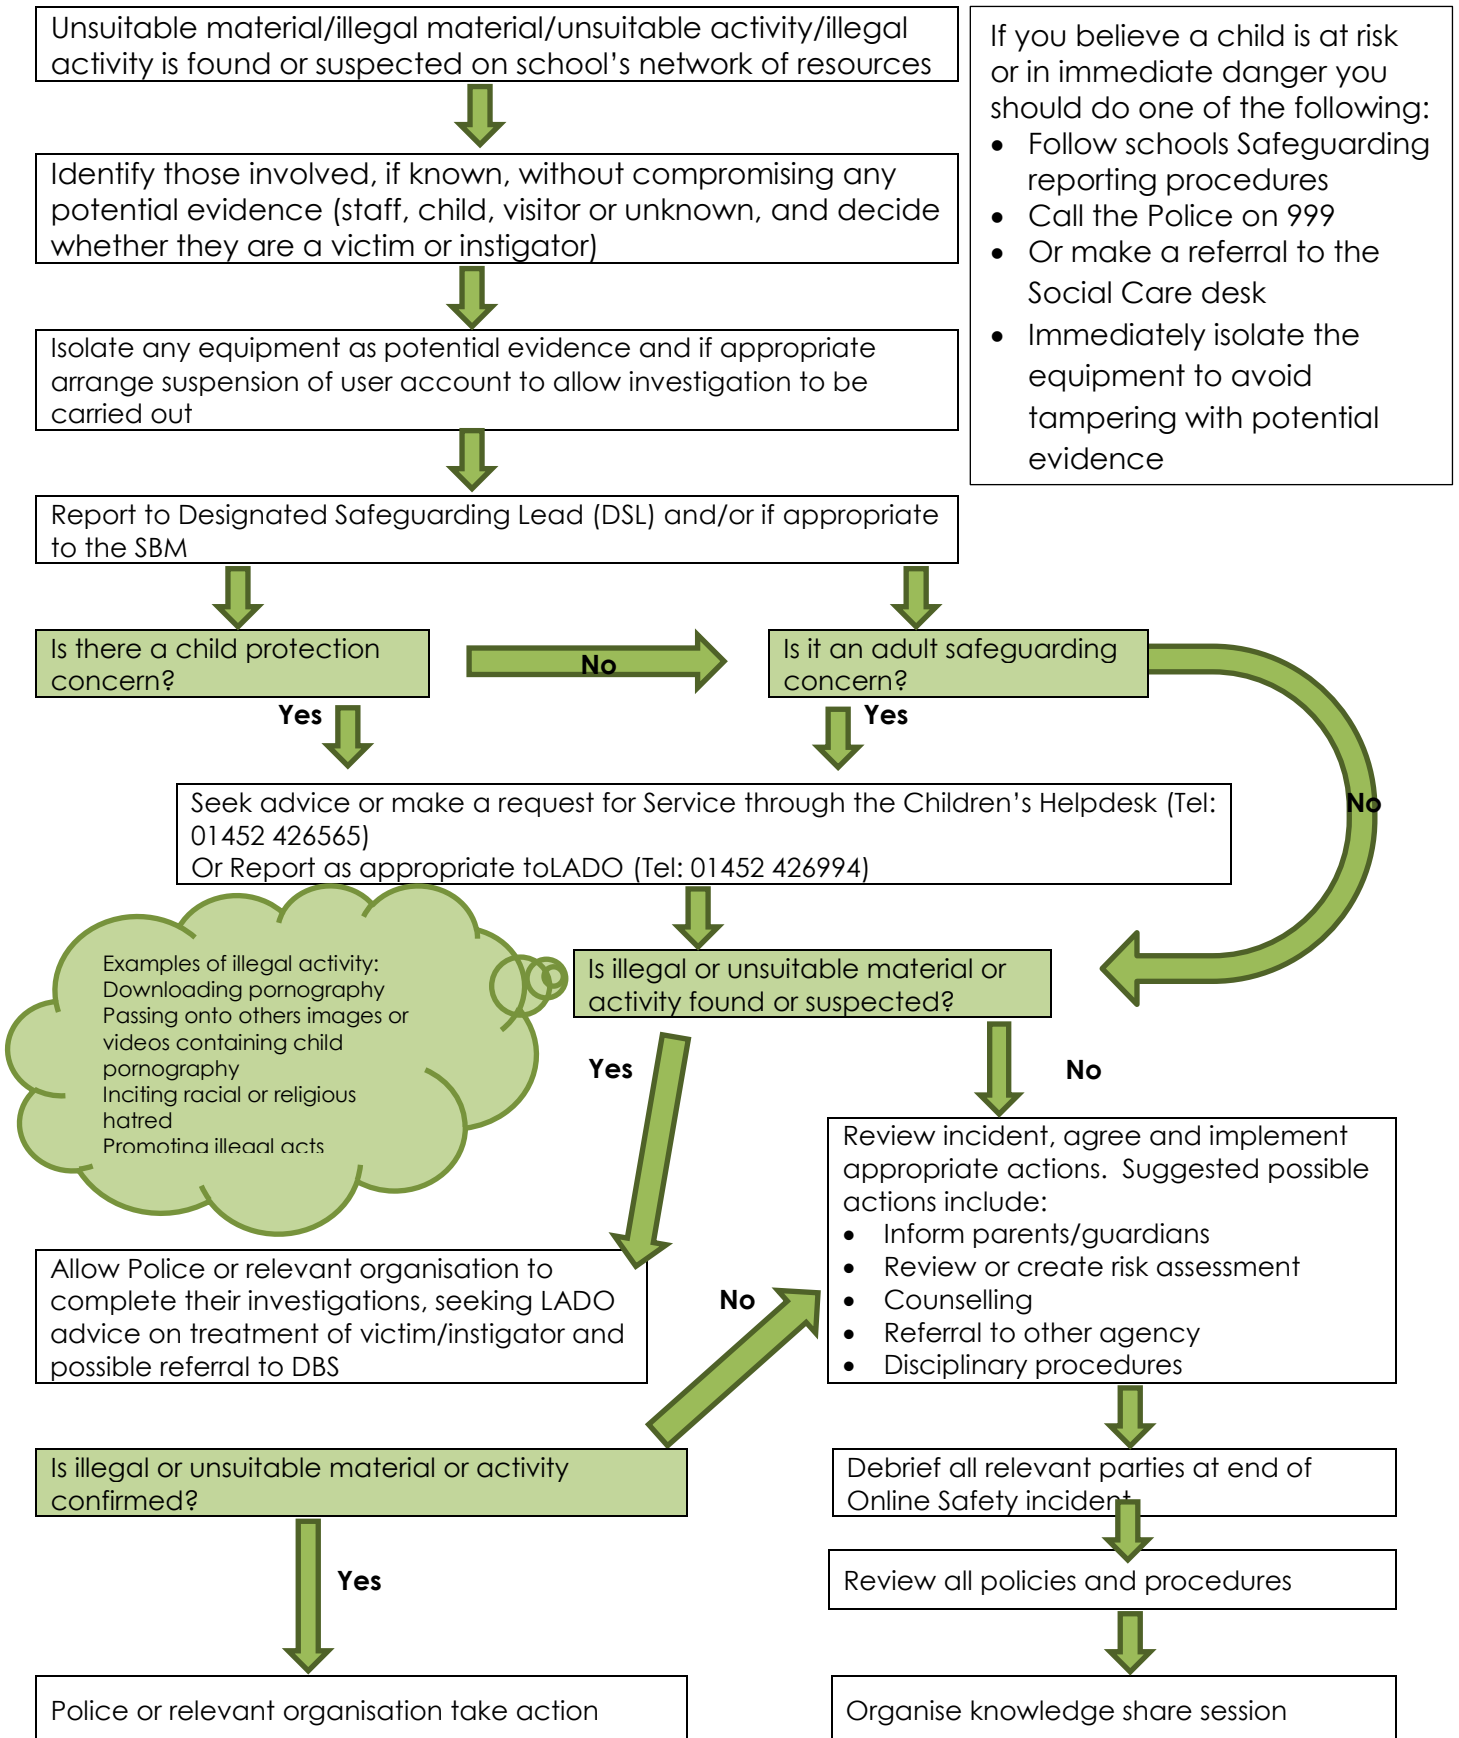 Unsuitable material/illegal material/unsuitable activity/illegal
activity is found or suspected on school’s network of resources
If you believe a child is at risk
or in immediate danger you
should do one of the following:
• Follow schools Safeguarding
reporting procedures
• Call the Police on 999
• Or make a referral to the
Social Care desk
• Immediately isolate the
equipment to avoid
tampering with potential
evidence
Identify those involved, if known, without compromising any
potential evidence (staff, child, visitor or unknown, and decide
whether they are a victim or instigator)
Isolate any equipment as potential evidence and if appropriate
arrange suspension of user account to allow investigation to be
carried out
Report to Designated Safeguarding Lead (DSL) and/or if appropriate
to the SBM
Is there a child protection
concern?
No
Is it an adult safeguarding
concern?
Yes
Yes
No
Seek advice or make a request for Service through the Children’s Helpdesk (Tel:
01452 426565)
Or Report as appropriate toLADO (Tel: 01452 426994)
Examples of illegal activity:
Downloading pornography
Passing onto others images or
videos containing child
pornography
Inciting racial or religious
hatred
Promoting illegal acts
Is illegal or unsuitable material or
activity found or suspected?
Yes
No
Review incident, agree and implement
appropriate actions.  Suggested possible
actions include:
• Inform parents/guardians
• Review or create risk assessment
• Counselling
• Referral to other agency
• Disciplinary procedures
Allow Police or relevant organisation to
complete their investigations, seeking LADO
advice on treatment of victim/instigator and
possible referral to DBS
No
Is illegal or unsuitable material or activity
confirmed?
Debrief all relevant parties at end of
Online Safety incident
Yes
Review all policies and procedures
Police or relevant organisation take action
Organise knowledge share session